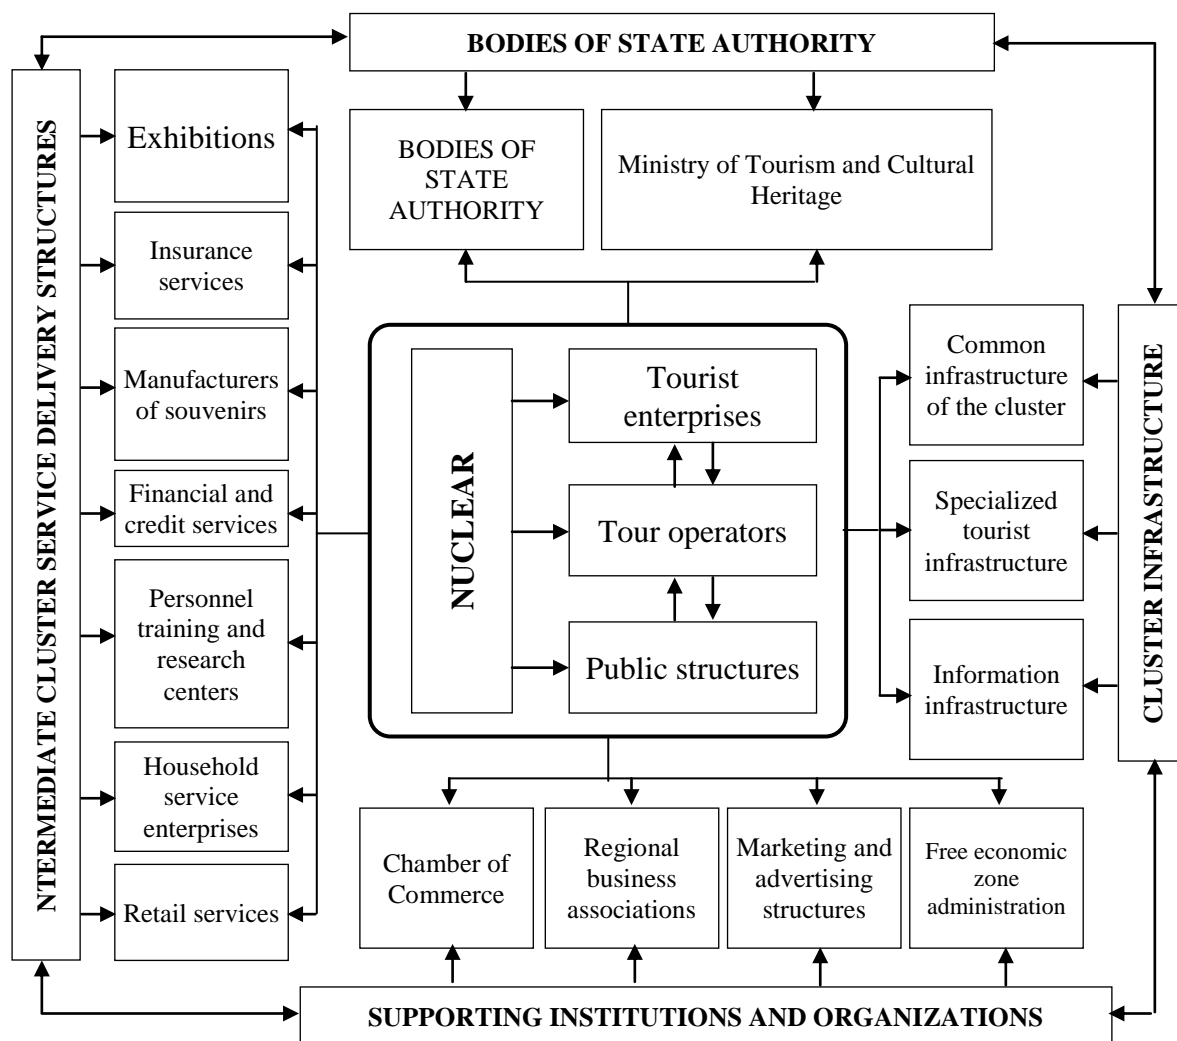 BODIES OF STATE AUTHORITY
NTERMEDIATE CLUSTER SERVICE DELIVERY STRUCTURES
Exhibitions
Insurance
services
Manufacturers
of souvenirs
Financial and
credit services
Personnel
training and
research
centers
Household
service
enterprises
Retail services
BODIES OF
STATE
AUTHORITY
Ministry of Tourism and Cultural
Heritage
NUCLEAR
Tourist
enterprises
Tour operators
Public structures
Common
infrastructure
of the cluster
Specialized
tourist
infrastructure
Information
infrastructure
CLUSTER INFRASTRUCTURE
Chamber of
Commerce
Regional
business
associations
Marketing and
advertising
structures
Free economic
zone
administration
SUPPORTING INSTITUTIONS AND ORGANIZATIONS